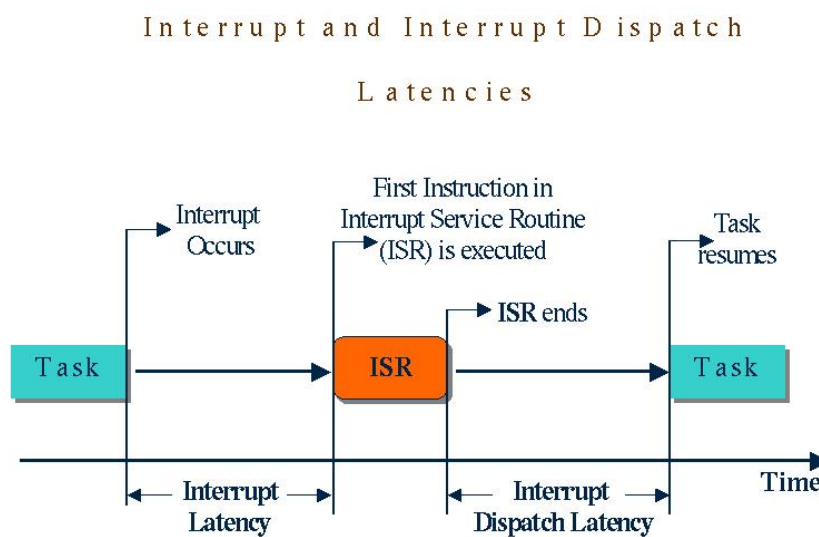 Interrupt and Interrupt Dispatch
Latencies
Interrupt
Occurs
First Instruction in
Interrupt Service Routine
(ISR) is executed
Task
resumes
ISR ends
Task
ISR
Task
Time
Interrupt
Latency
Interrupt
Dispatch Latency